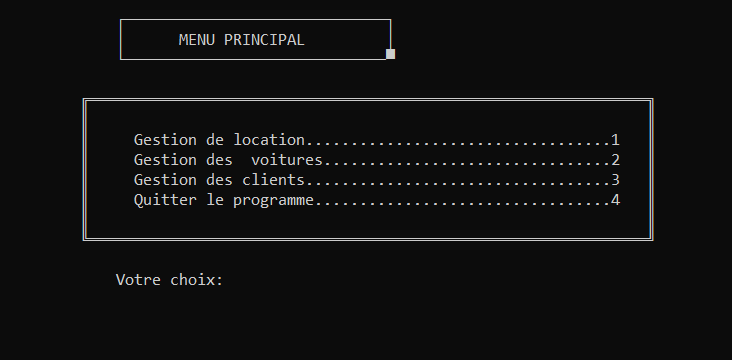 MENU PRINCIPAL
Gestion de location..................................1
Gestion des  voitures................................2
Gestion des clients..................................3
Quitter le programme.................................4
Votre choix: